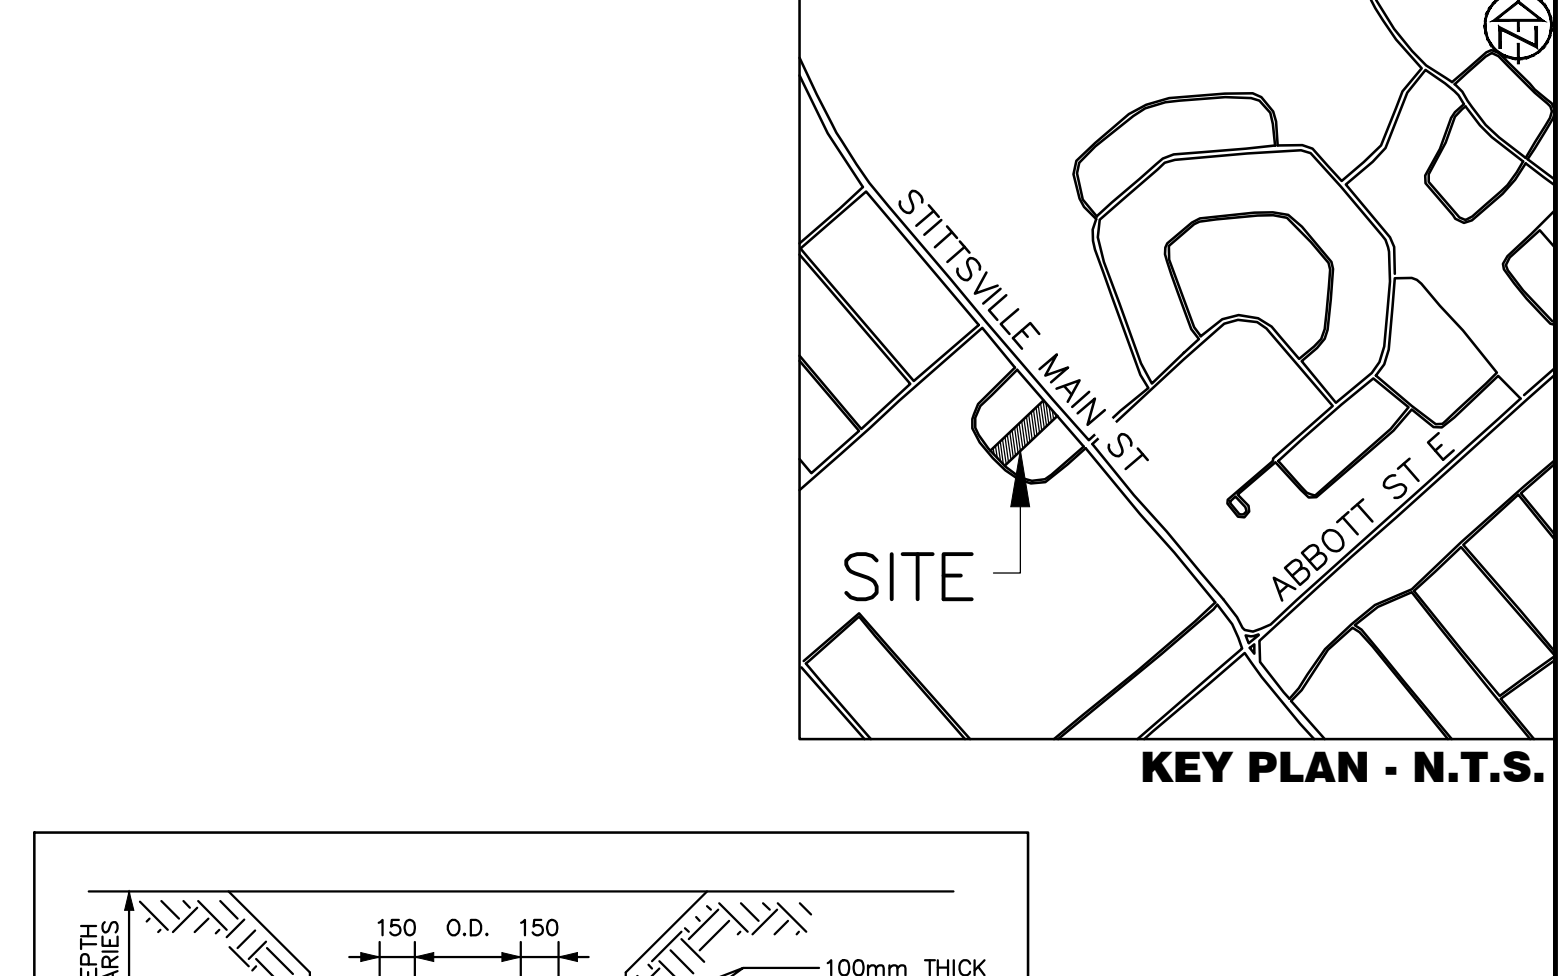 N
STITTSVILLE MAIN ST
ABBOTT ST E
SITE
KEY PLAN - N.T.S.
150 O.D. 150
100mm THICK